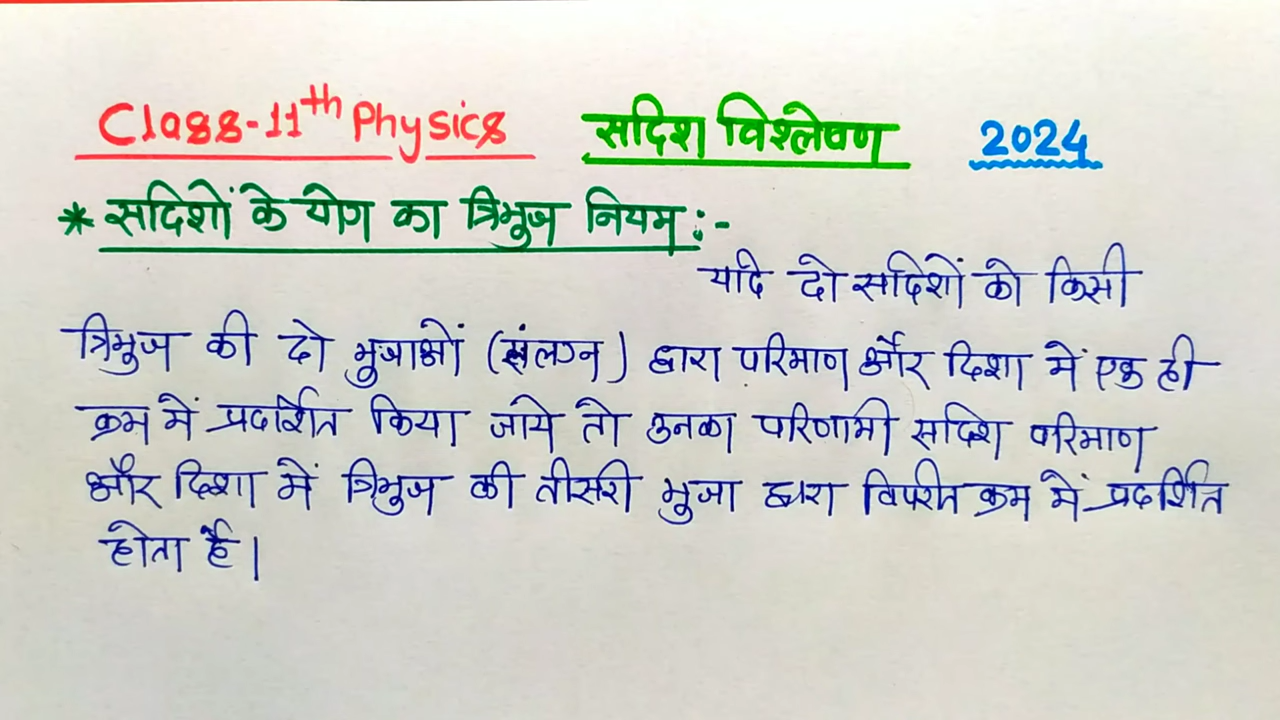 Class-11th Physics सदिश विश्लेषण 2024
* सदिशों के योग का त्रिभुज नियम :-
यदि दो सदिशों को किसी
त्रिभुज की दो भुजाओं (संलग्न) द्वारा परिमाण और दिशा में एक ही
क्रम में प्रदर्शित किया जाये तो उनका परिणामी सदिश परिमाण
और दिशा में त्रिभुज की तीसरी भुजा द्वारा विपरीत क्रम में प्रदर्शित
होता है।